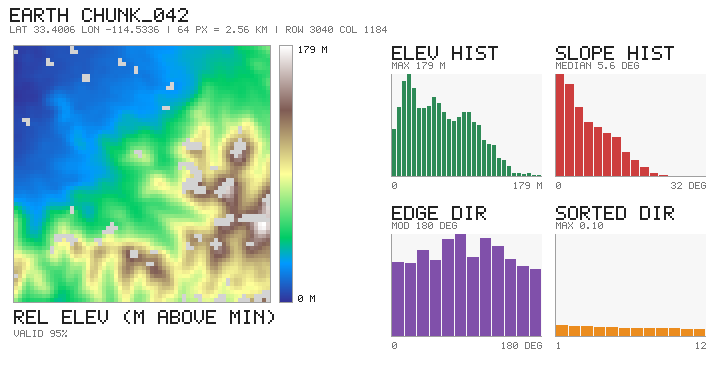 EARTH CHUNK_042
LAT 33.4006 LON -114.5336 | 64 PX = 2.56 KM | ROW 3040 COL 1184
179 M
0 M
REL ELEV (M ABOVE MIN)
VALID 95%
ELEV HIST
MAX 179 M
0 179 M
SLOPE HIST
MEDIAN 5.6 DEG
0 32 DEG
EDGE DIR
MOD 180 DEG
0 180 DEG
SORTED DIR
MAX 0.10
1 12